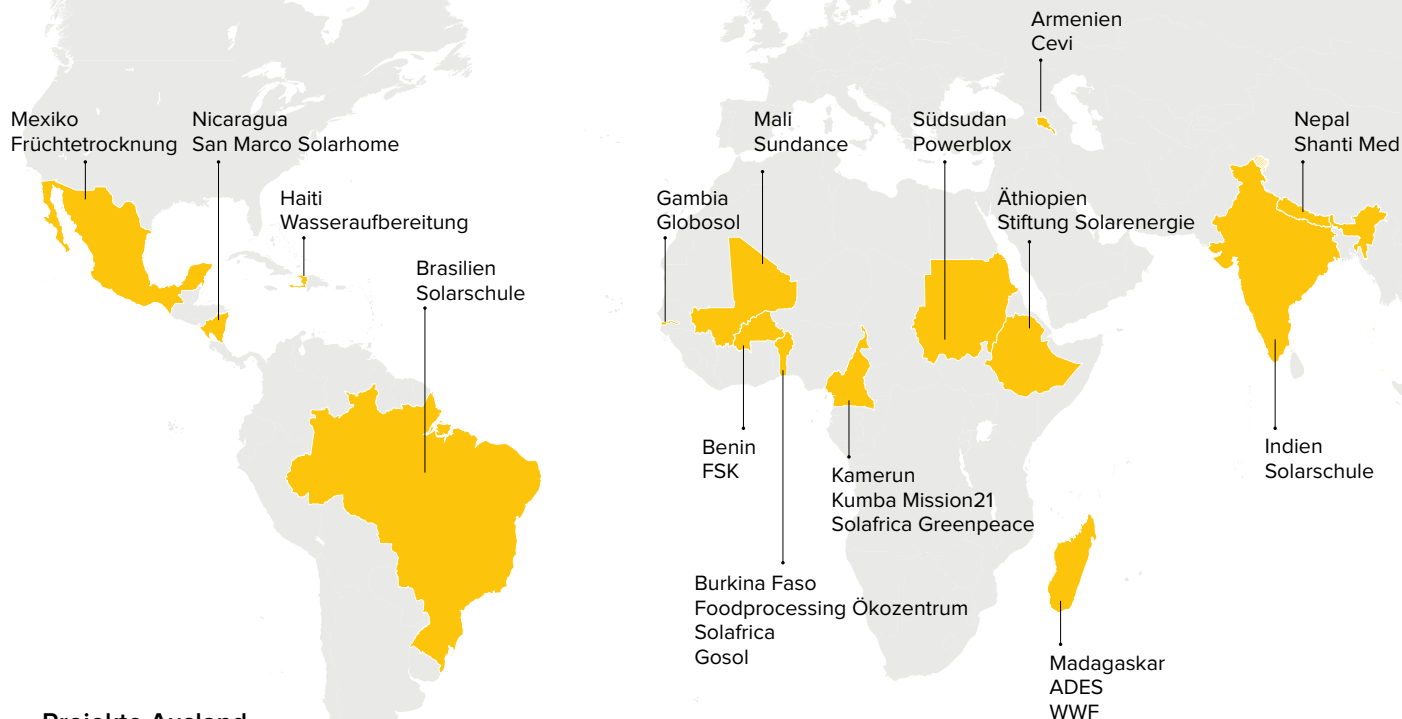 Armenien
Cevi
Mexiko
Früchtetrocknung
Nicaragua
San Marco Solarhome
Mali
Sundance
Südsudan
Powerblox
Nepal
Shanti Med
Haiti
Wasseraufbereitung
Gambia
Globosol
Äthiopien
Stiftung Solarenergie
Brasilien
Solarschule
Benin
FSK
Kamerun
Kumba Mission21
Solafrica Greenpeace
Indien
Solarschule
Burkina Faso
Foodprocessing Ökozentrum
Solafrica
Gosol
Madagaskar
ADES
WWF
Projekte Ausland